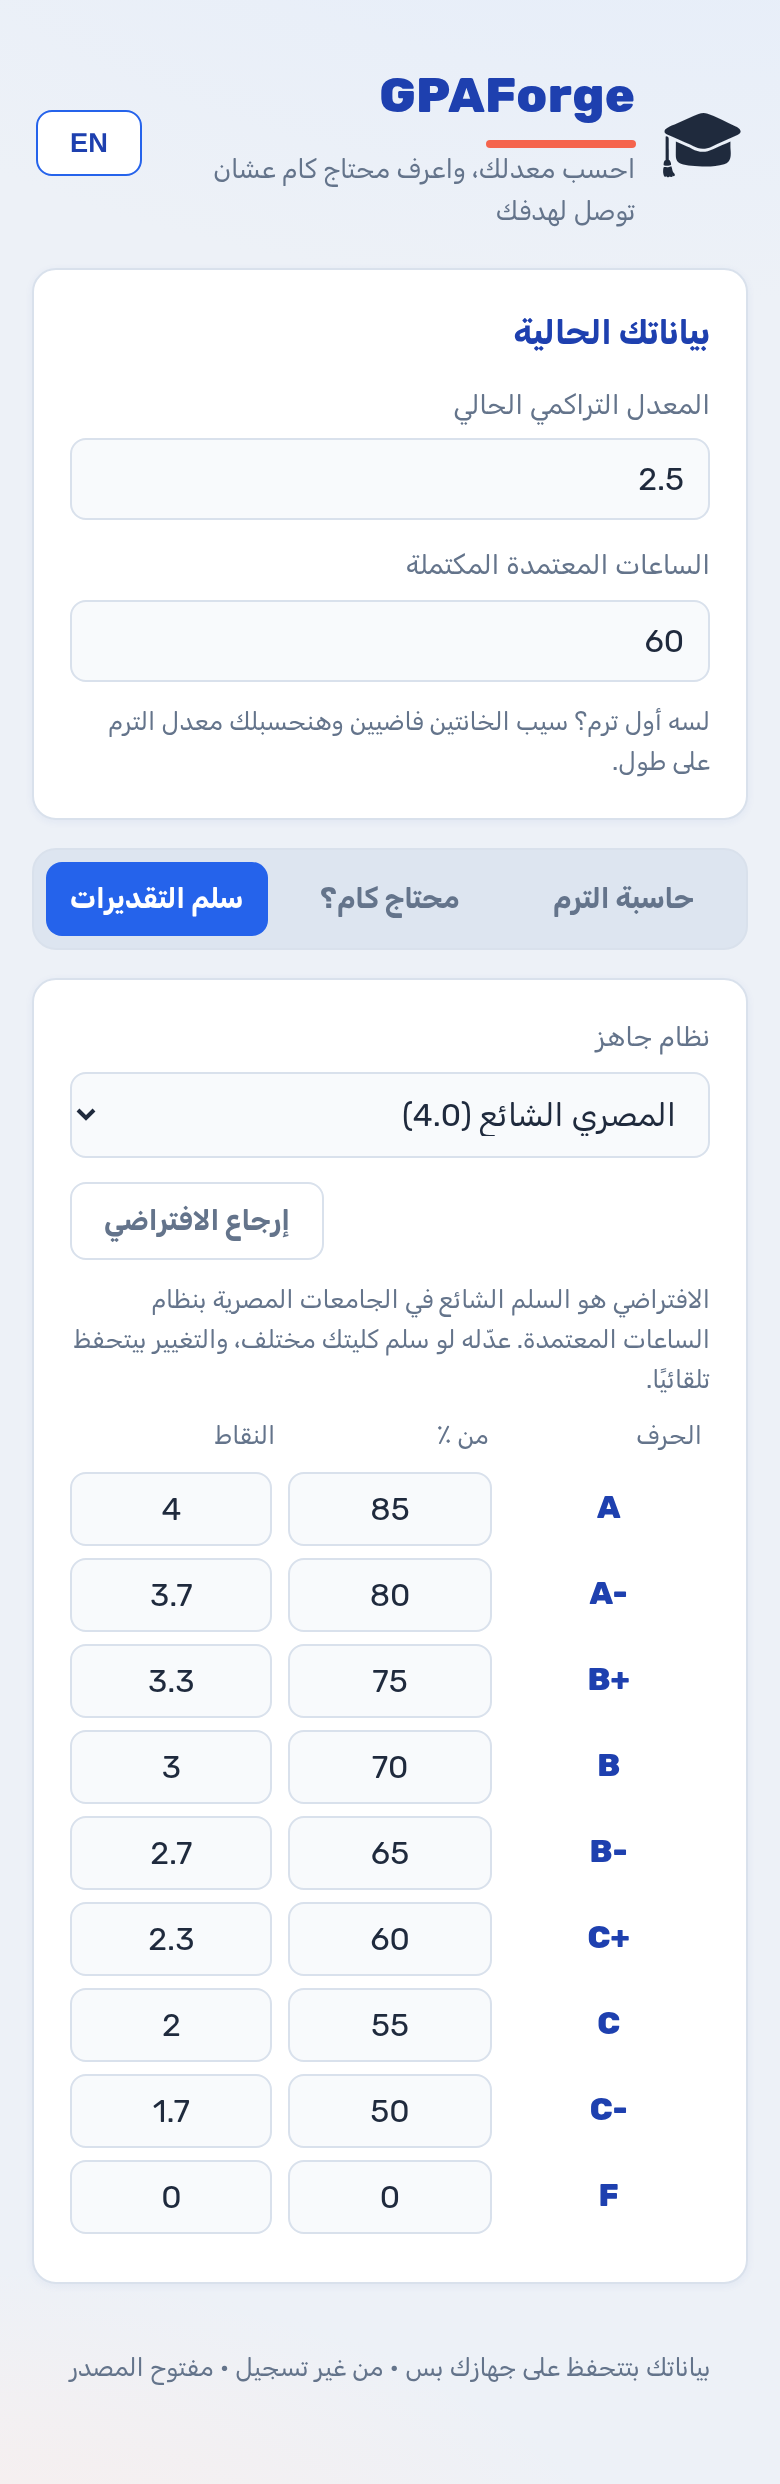 GPAForge
احسب معدلك، واعرف محتاج كام عشان
توصل لهدفك
EN
بياناتك الحالية
المعدل التراكمي الحالي
2.5
الساعات المعتمدة المكتملة
60
لسه أول ترم؟ سيب الخانتين فاضيين وهنحسبلك معدل الترم
على طول.
حاسبة الترم محتاج كام؟ سلم التقديرات
نظام جاهز
المصري الشائع (4.0)
إرجاع الافتراضي
الافتراضي هو السلم الشائع في الجامعات المصرية بنظام
الساعات المعتمدة. عدّله لو سلم كليتك مختلف، والتغيير بيتحفظ
تلقائيًا.
الحرف من ٪ النقاط
A 85 4
A- 80 3.7
B+ 75 3.3
B 70 3
B- 65 2.7
C+ 60 2.3
C 55 2
C- 50 1.7
F 0 0
بياناتك بتتحفظ على جهازك بس • من غير تسجيل • مفتوح المصدر